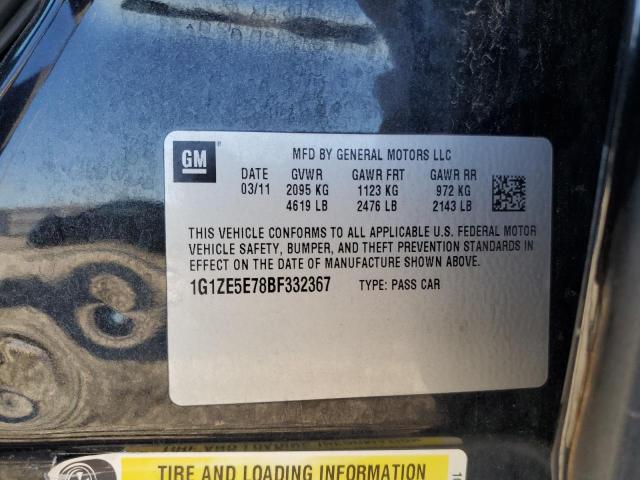 GM
MFD BY GENERAL MOTORS LLC
DATE GVWR GAWR FRT GAWR RR
03/11 2095 KG 1123 KG 972 KG
4619 LB 2476 LB 2143 LB
THIS VEHICLE CONFORMS TO ALL APPLICABLE U.S. FEDERAL MOTOR
VEHICLE SAFETY, BUMPER, AND THEFT PREVENTION STANDARDS IN
EFFECT ON THE DATE OF MANUFACTURE SHOWN ABOVE.
1G1ZE5E78BF332367 TYPE: PASS CAR
TIRE AND LOADING INFORMATION